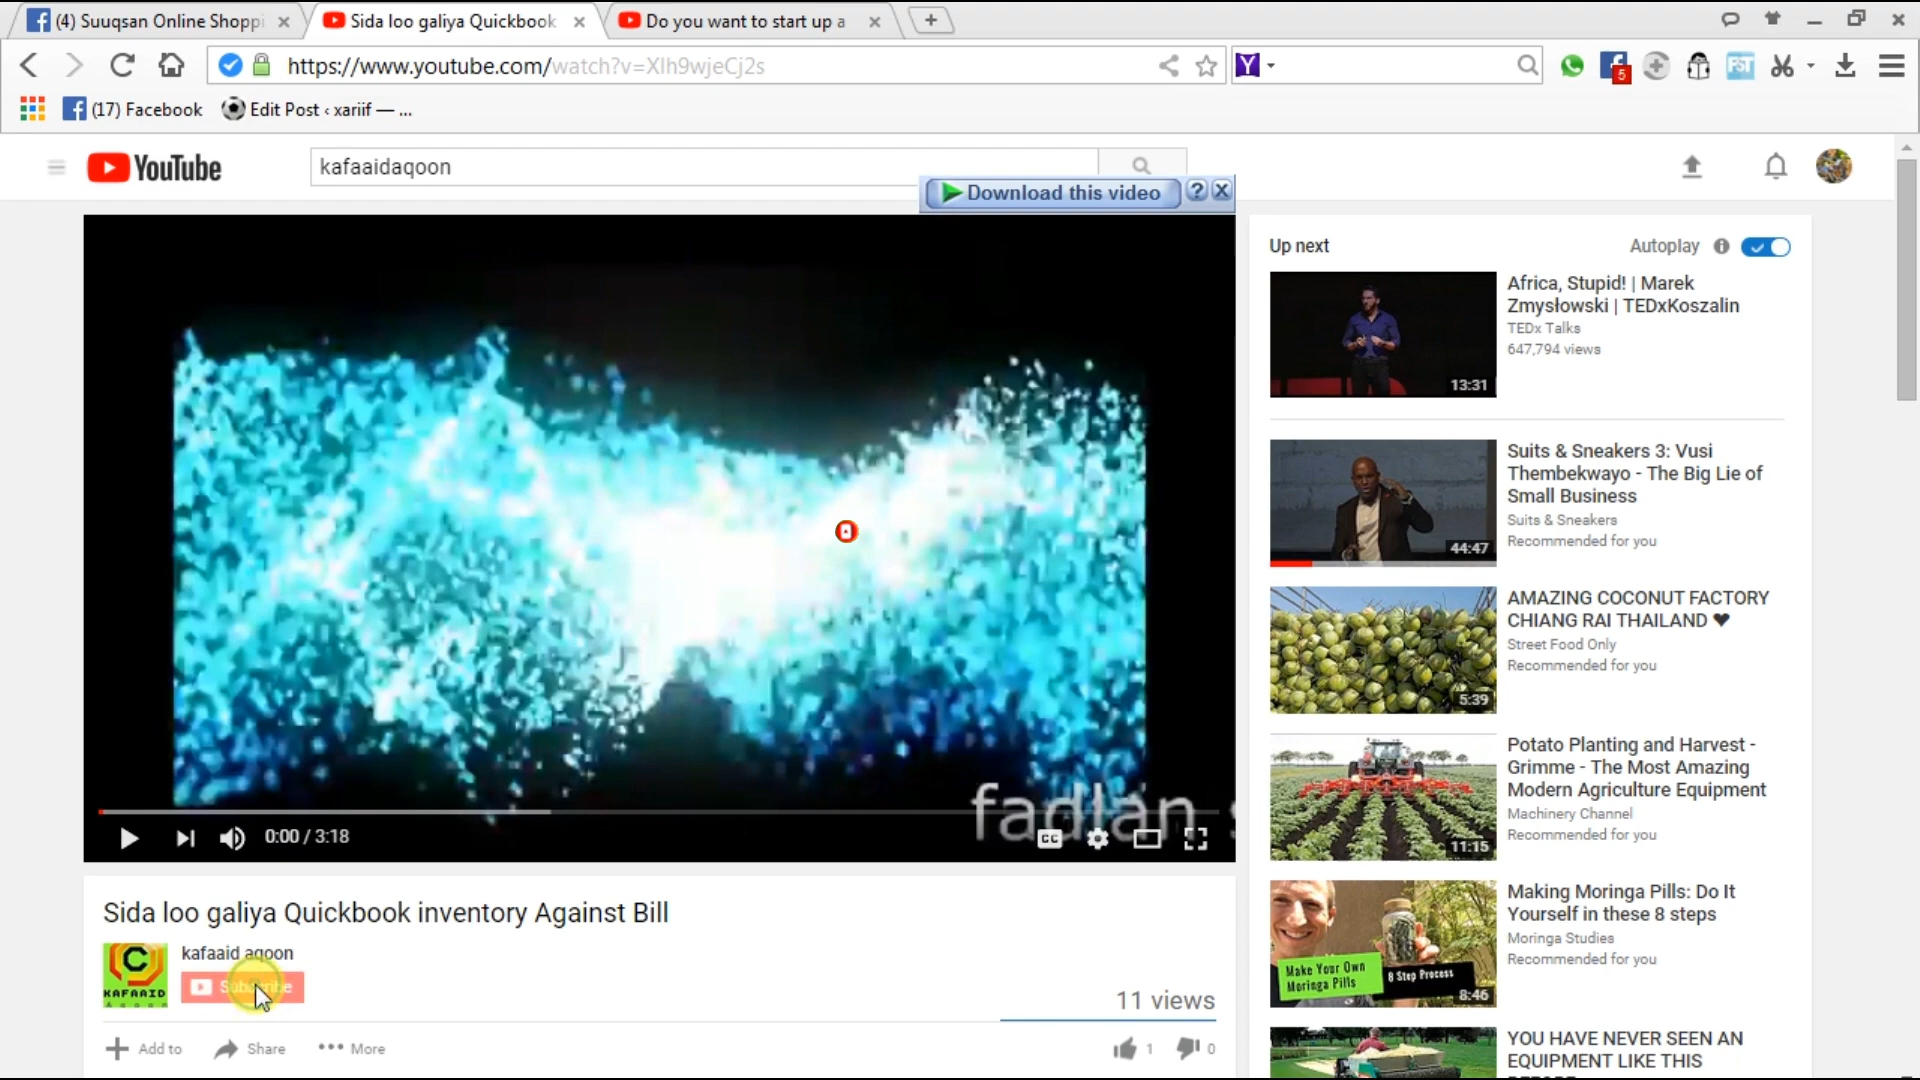 (4) Suuqsan Online Shoppi
Sida loo galiya Quickbook
Do you want to start up a
https://www.youtube.com/watch?v=XIh9wjeCj2s
Y
5
FST
(17) Facebook
Edit Post ‹ xariif — ...
YouTube
kafaaidaqoon
Download this video
?
X
fadlan s
CC
0:00 / 3:18
Sida loo galiya Quickbook inventory Against Bill
KAFAAID
Aqoon
kafaaid aqoon
Subscribe
11 views
Add to
Share
More
1
0
Up next
Autoplay
13:31
Africa, Stupid! | Marek
Zmysłowski | TEDxKoszalin
TEDx Talks
647,794 views
44:47
Suits & Sneakers 3: Vusi
Thembekwayo - The Big Lie of
Small Business
Suits & Sneakers
Recommended for you
5:39
AMAZING COCONUT FACTORY
CHIANG RAI THAILAND ❤
Street Food Only
Recommended for you
11:15
Potato Planting and Harvest -
Grimme - The Most Amazing
Modern Agriculture Equipment
Machinery Channel
Recommended for you
Make Your Own
Moringa Pills
8 Step Process
8:46
Making Moringa Pills: Do It
Yourself in these 8 steps
Moringa Studies
Recommended for you
YOU HAVE NEVER SEEN AN
EQUIPMENT LIKE THIS